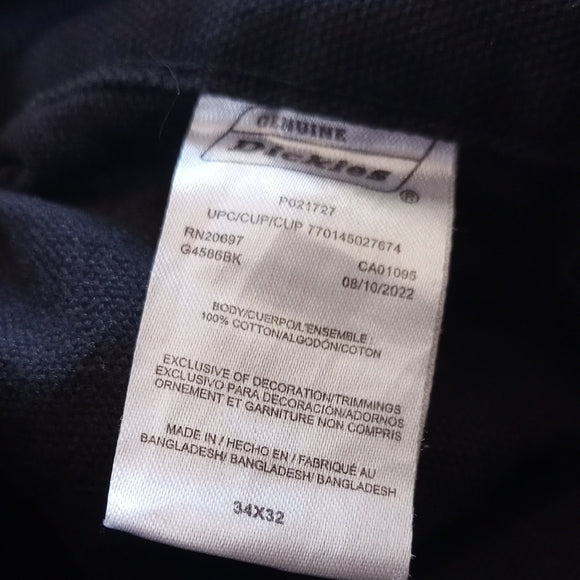 GENUINE
Dickies®
P021727
UPC/CUP/CUP 770145027674
RN20697 CA01095
G4586BK 08/10/2022
BODY/CUERPO/L'ENSEMBLE :
100% COTTON/ALGODÓN/COTON
EXCLUSIVE OF DECORATION/TRIMMINGS
EXCLUSIVO PARA DECORACIÓN/ADORNOS
ORNEMENT ET GARNITURE NON COMPRIS
MADE IN / HECHO EN / FABRIQUÉ AU
BANGLADESH/ BANGLADESH/ BANGLADESH
34X32